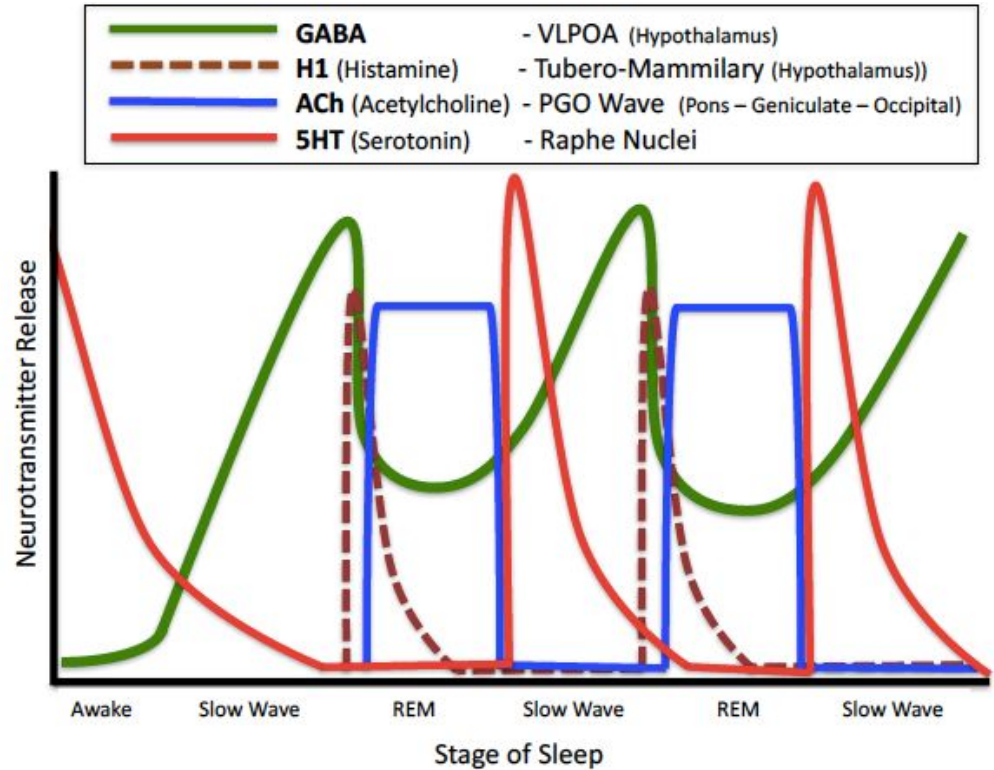 GABA - VLPOA (Hypothalamus)
H1 (Histamine) - Tubero-Mammilary (Hypothalamus))
ACh (Acetylcholine) - PGO Wave (Pons – Geniculate – Occipital)
5HT (Serotonin) - Raphe Nuclei
Neurotransmitter Release
Awake Slow Wave REM Slow Wave REM Slow Wave
Stage of Sleep